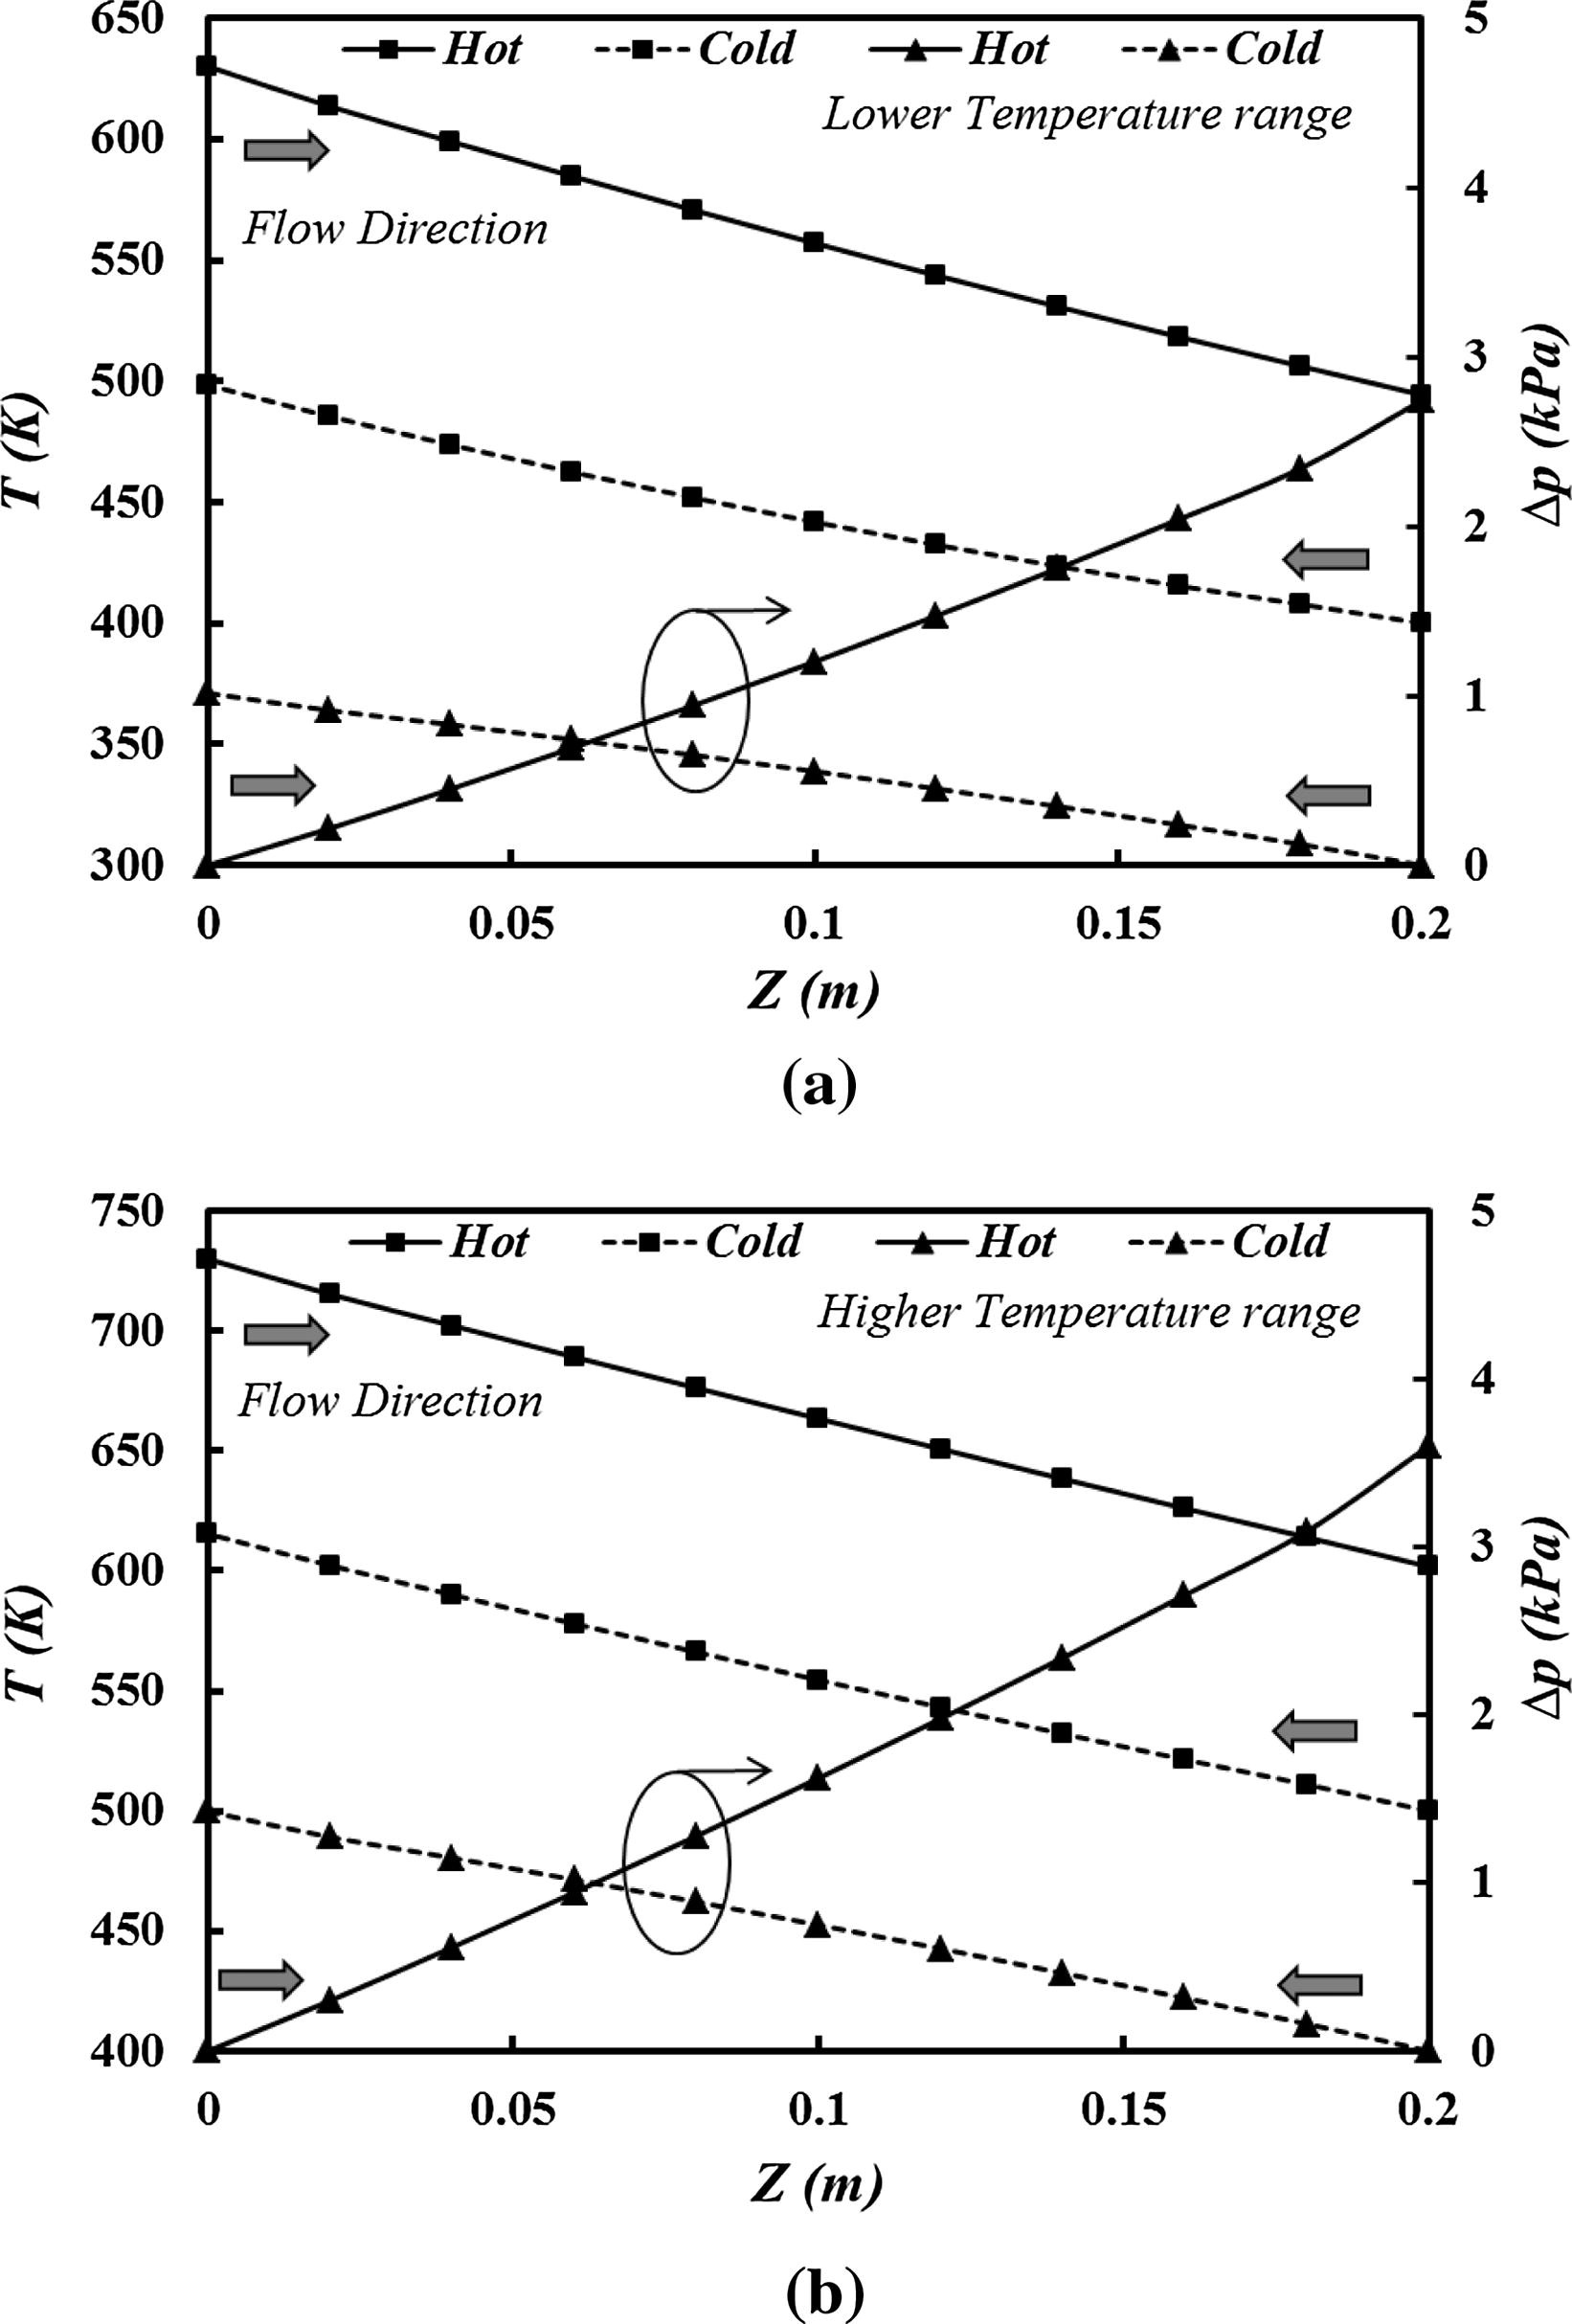 650 5
Hot Cold Hot Cold
Lower Temperature range
600
4
Flow Direction
550
500 3
T (K)
Δp (kPa)
450 2
400
1
350
300 0
0 0.05 0.1 0.15 0.2
Z (m)
(a)
750 5
Hot Cold Hot Cold
Higher Temperature range
700
4
Flow Direction
650
600 3
T (K)
Δp (kPa)
550 2
500
1
450
400 0
0 0.05 0.1 0.15 0.2
Z (m)
(b)